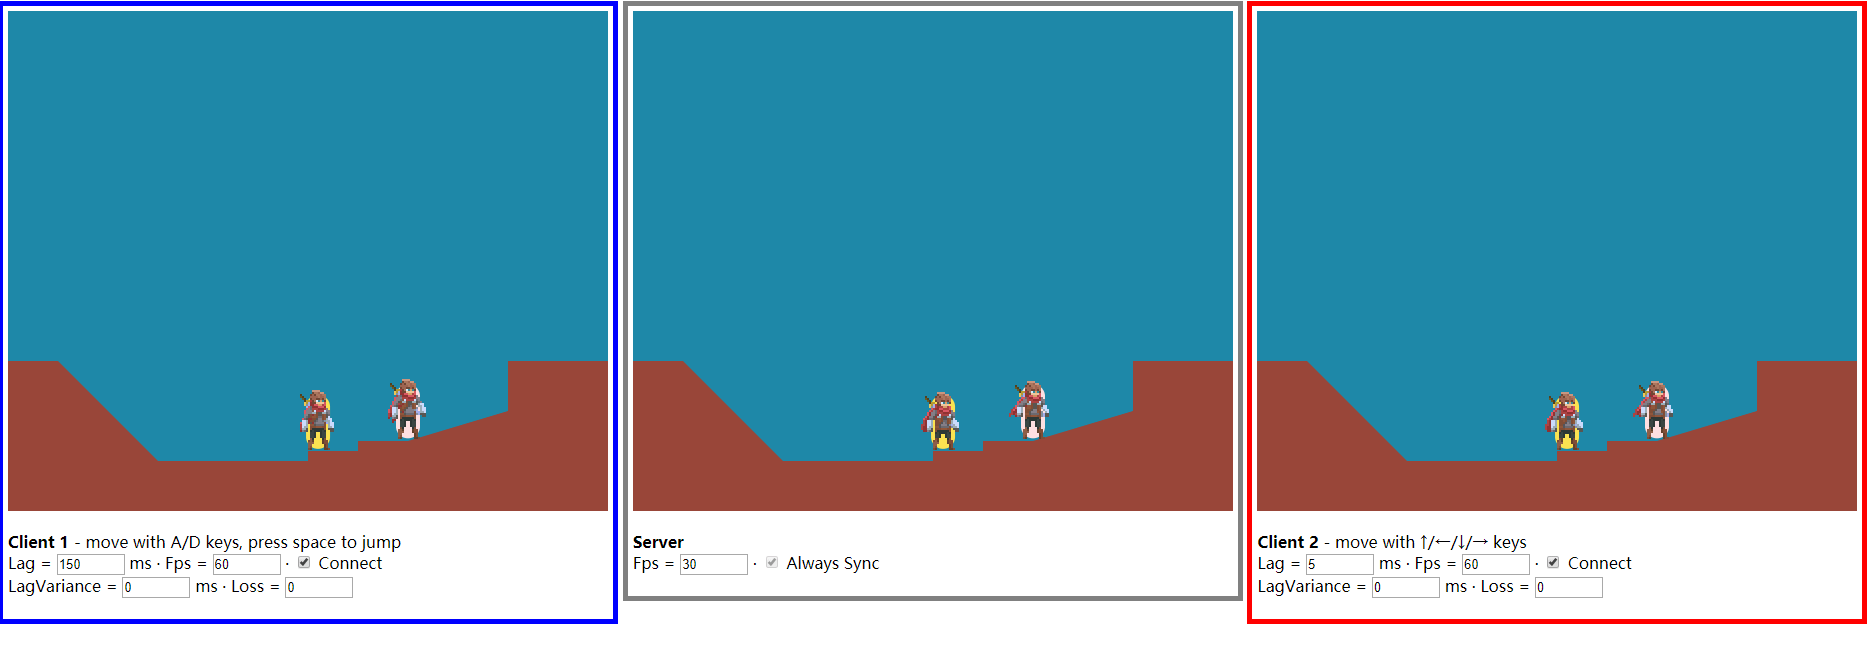 Client 1 - move with A/D keys, press space to jump
Lag = 150 ms · Fps = 60 · Connect
LagVariance = 0 ms · Loss = 0
Server
Fps = 30 · Always Sync
Client 2 - move with ↑/←/↓/→ keys
Lag = 5 ms · Fps = 60 · Connect
LagVariance = 0 ms · Loss = 0